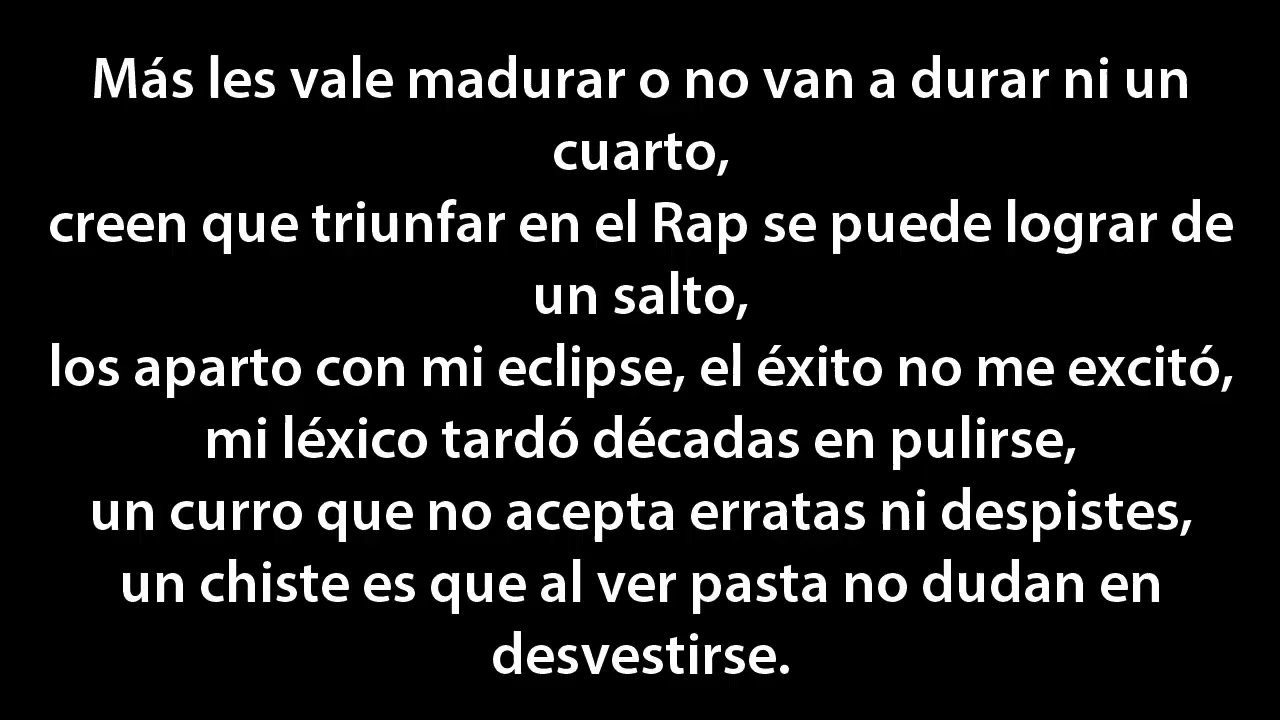 Más les vale madurar o no van a durar ni un
cuarto,
creen que triunfar en el Rap se puede lograr de
un salto,
los aparto con mi eclipse, el éxito no me excitó,
mi léxico tardó décadas en pulirse,
un curro que no acepta erratas ni despistes,
un chiste es que al ver pasta no dudan en
desvestirse.